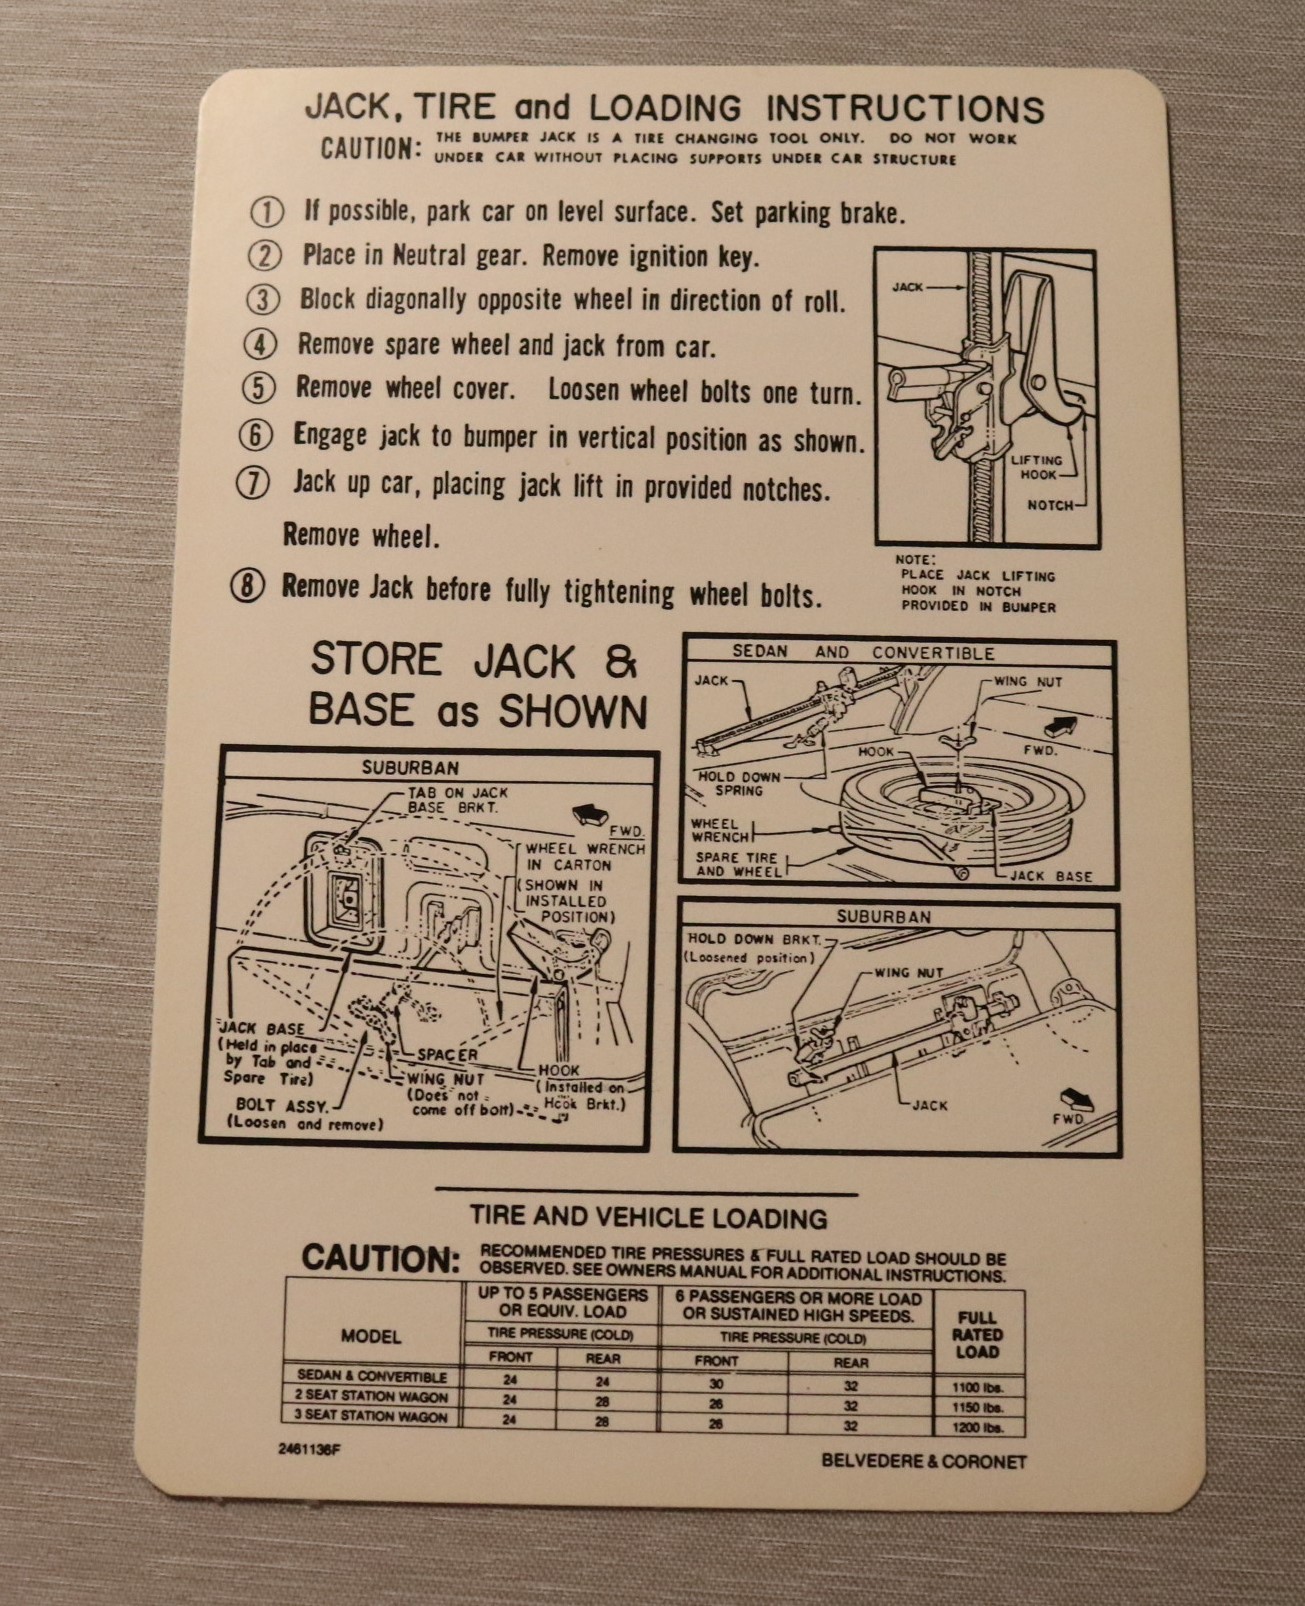 JACK, TIRE and LOADING INSTRUCTIONS
CAUTION: THE BUMPER JACK IS A TIRE CHANGING TOOL ONLY. DO NOT WORK
UNDER CAR WITHOUT PLACING SUPPORTS UNDER CAR STRUCTURE
① If possible, park car on level surface. Set parking brake.
② Place in Neutral gear. Remove ignition key.
③ Block diagonally opposite wheel in direction of roll.
④ Remove spare wheel and jack from car.
⑤ Remove wheel cover. Loosen wheel bolts one turn.
⑥ Engage jack to bumper in vertical position as shown.
⑦ Jack up car, placing jack lift in provided notches.
Remove wheel.
⑧ Remove Jack before fully tightening wheel bolts.
JACK
LIFTING
HOOK
NOTCH
NOTE:
PLACE JACK LIFTING
HOOK IN NOTCH
PROVIDED IN BUMPER
STORE JACK &
BASE as SHOWN
SEDAN AND CONVERTIBLE
JACK
WING NUT
HOOK
FWD.
HOLD DOWN
SPRING
WHEEL
WRENCH
SPARE TIRE
AND WHEEL
JACK BASE
SUBURBAN
TAB ON JACK
BASE BRKT.
FWD.
WHEEL WRENCH
IN CARTON
(SHOWN IN
INSTALLED
POSITION)
JACK BASE
(Held in place
by Tab and
Spare Tire)
SPACER
WING NUT
(Does not
come off bolt)
HOOK
(Installed on
Hook Brkt.)
BOLT ASSY.
(Loosen and remove)
SUBURBAN
HOLD DOWN BRKT.
(Loosened position)
WING NUT
JACK
FWD
TIRE AND VEHICLE LOADING
CAUTION: RECOMMENDED TIRE PRESSURES & FULL RATED LOAD SHOULD BE
OBSERVED. SEE OWNERS MANUAL FOR ADDITIONAL INSTRUCTIONS.
MODEL
UP TO 5 PASSENGERS
OR EQUIV. LOAD
6 PASSENGERS OR MORE LOAD
OR SUSTAINED HIGH SPEEDS.
FULL
RATED
LOAD
TIRE PRESSURE (COLD) TIRE PRESSURE (COLD)
FRONT REAR FRONT REAR
SEDAN & CONVERTIBLE 24 24 30 32 1100 lbs.
2 SEAT STATION WAGON 24 28 26 32 1150 lbs.
3 SEAT STATION WAGON 24 28 26 32 1200 lbs.
2461136F
BELVEDERE & CORONET